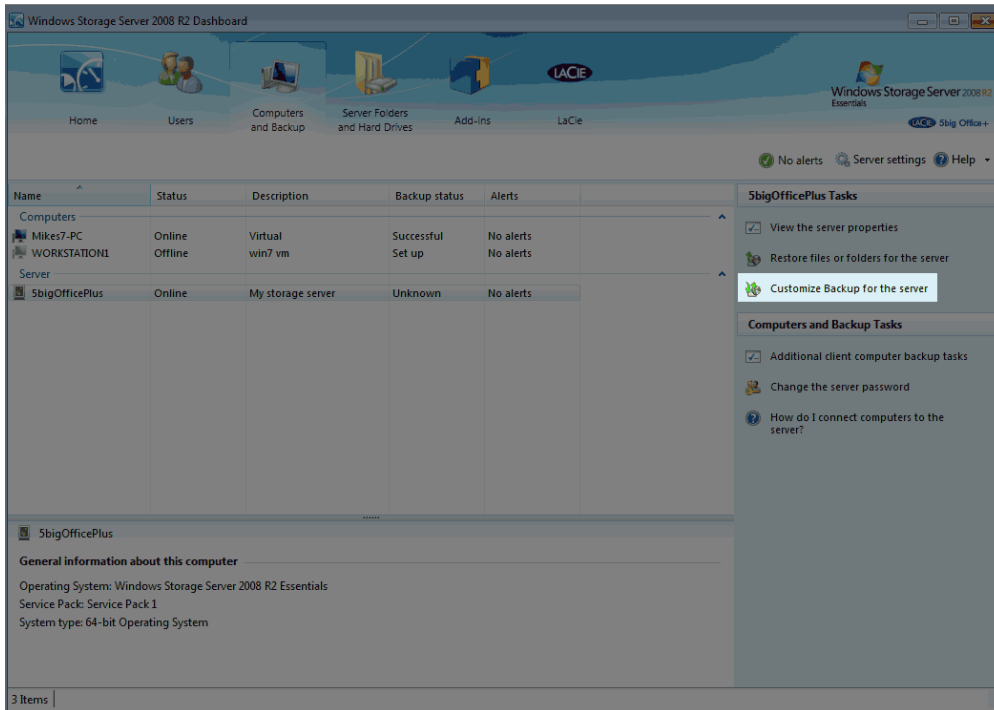 Windows Storage Server 2008 R2 Dashboard
Home
Users
Computers
and Backup
Server Folders
and Hard Drives
Add-ins
LACIE
LaCie
Windows Storage Server 2008 R2
Essentials
LACIE 5big Office+
No alerts Server settings Help
Name Status Description Backup status Alerts
Computers
Mikes7-PC Online Virtual Successful No alerts
WORKSTATION1 Offline win7 vm Set up No alerts
Server
5bigOfficePlus Online My storage server Unknown No alerts
5bigOfficePlus Tasks
View the server properties
Restore files or folders for the server
Customize Backup for the server
Computers and Backup Tasks
Additional client computer backup tasks
Change the server password
How do I connect computers to the
server?
5bigOfficePlus
General information about this computer
Operating System: Windows Storage Server 2008 R2 Essentials
Service Pack: Service Pack 1
System type: 64-bit Operating System
3 Items